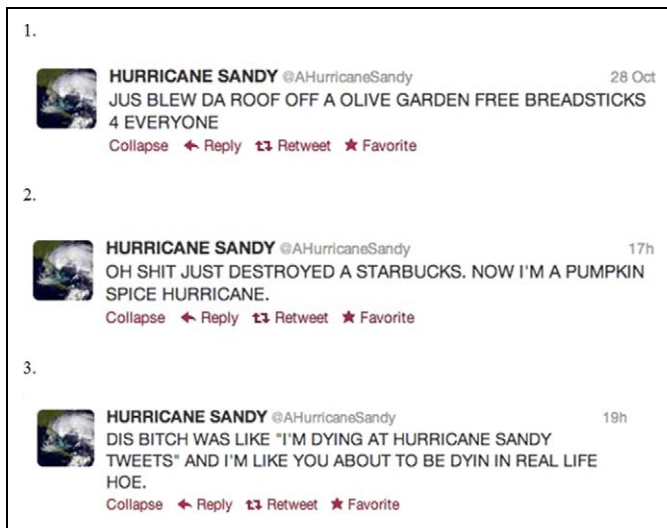 1.
HURRICANE SANDY @AHurricaneSandy 28 Oct
JUS BLEW DA ROOF OFF A OLIVE GARDEN FREE BREADSTICKS
4 EVERYONE
Collapse Reply Retweet Favorite
2.
HURRICANE SANDY @AHurricaneSandy 17h
OH SHIT JUST DESTROYED A STARBUCKS. NOW I'M A PUMPKIN
SPICE HURRICANE.
Collapse Reply Retweet Favorite
3.
HURRICANE SANDY @AHurricaneSandy 19h
DIS BITCH WAS LIKE "I'M DYING AT HURRICANE SANDY
TWEETS" AND I'M LIKE YOU ABOUT TO BE DYIN IN REAL LIFE
HOE.
Collapse Reply Retweet Favorite